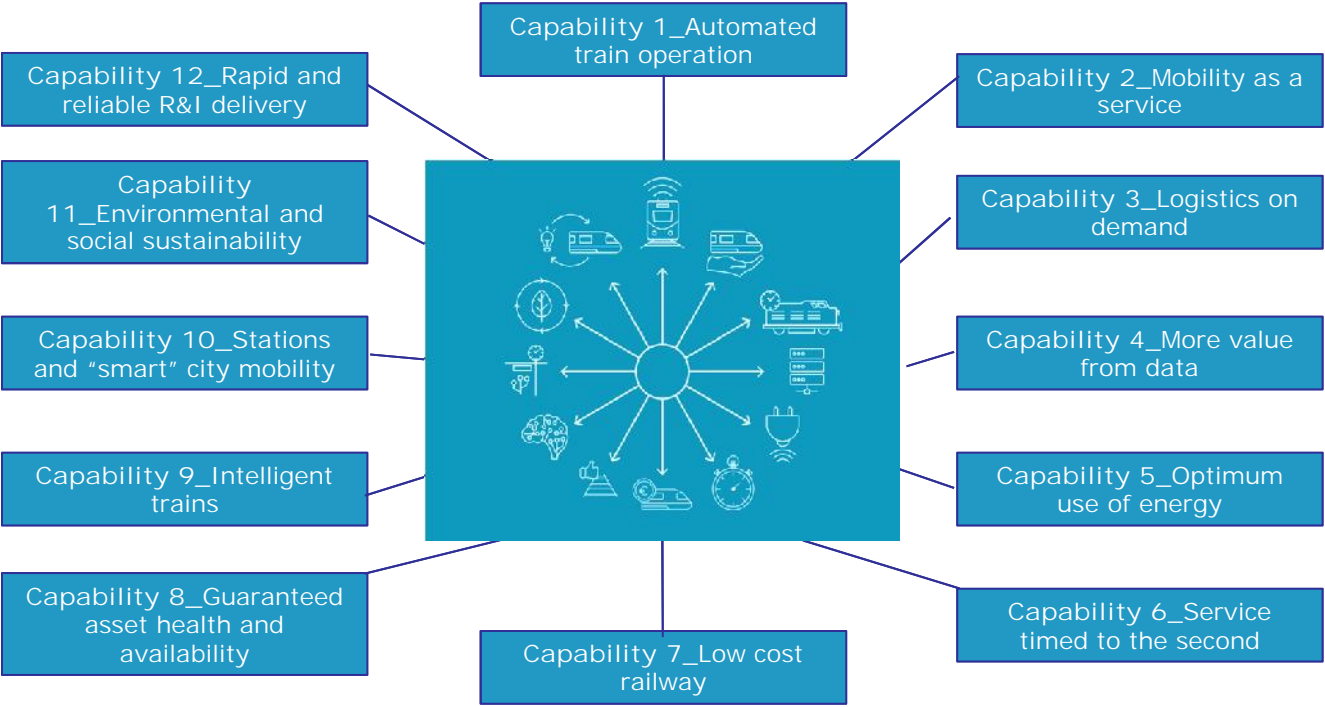 Capability 1_Automated
train operation
Capability 2_Mobility as a
service
Capability 3_Logistics on
demand
Capability 4_More value
from data
Capability 5_Optimum
use of energy
Capability 6_Service
timed to the second
Capability 7_Low cost
railway
Capability 8_Guaranteed
asset health and
availability
Capability 9_Intelligent
trains
Capability 10_Stations
and “smart” city mobility
Capability
11_Environmental and
social sustainability
Capability 12_Rapid and
reliable R&I delivery